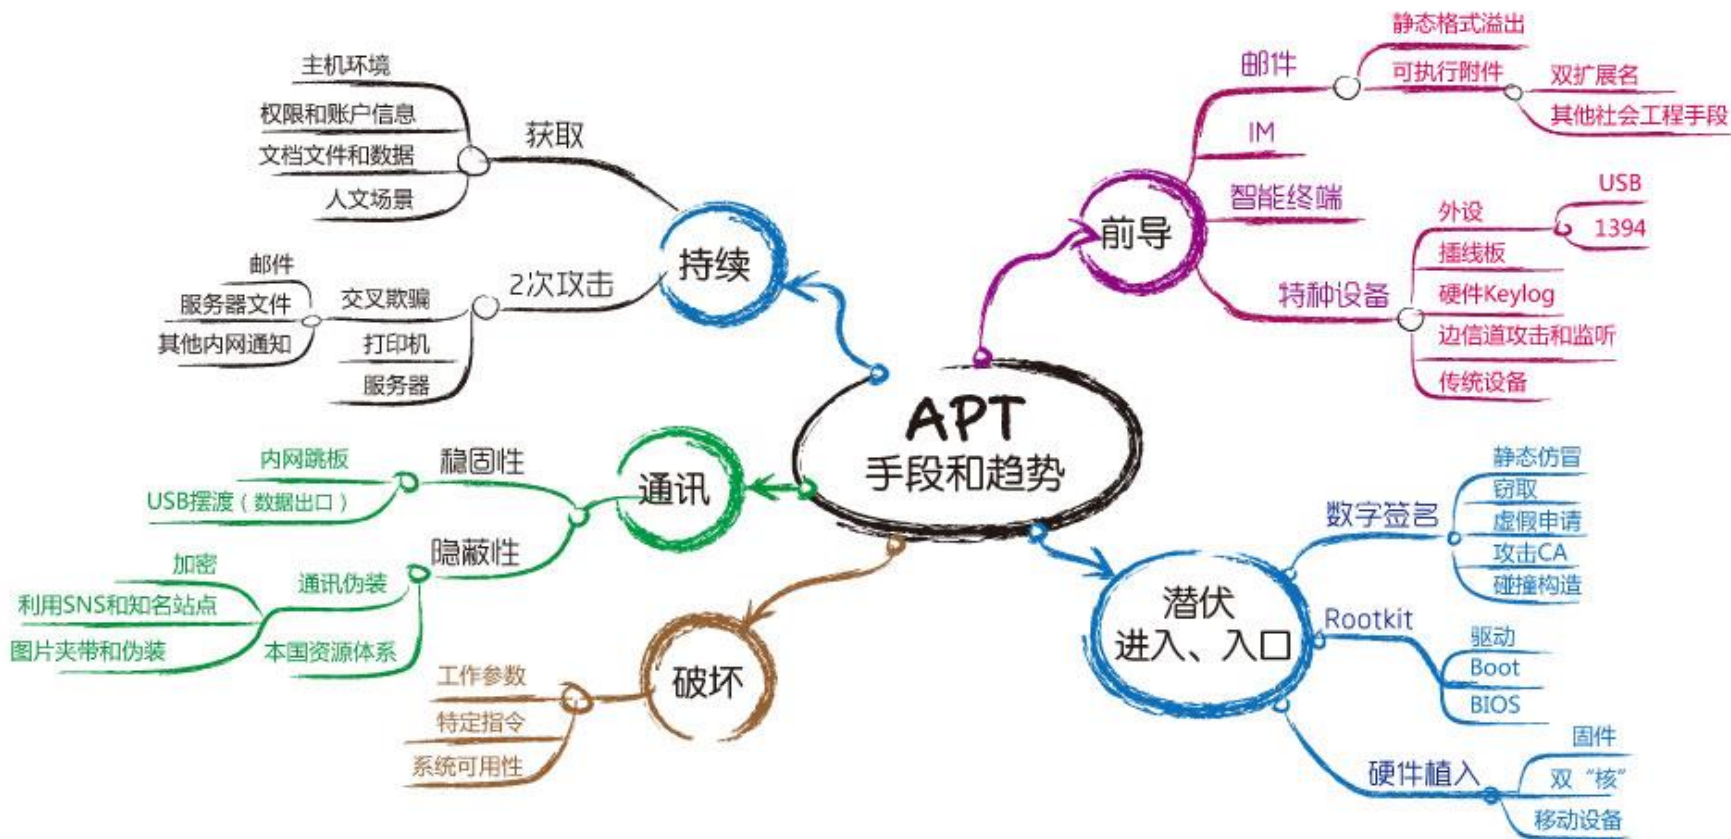 APT
手段和趋势
前导
邮件
静态格式溢出
可执行附件
双扩展名
其他社会工程手段
IM
智能终端
特种设备
外设
USB
1394
插线板
硬件Keylog
边信道攻击和监听
传统设备
潜伏
进入、入口
数字签名
静态仿冒
窃取
虚假申请
攻击CA
碰撞构造
Rootkit
驱动
Boot
BIOS
硬件植入
固件
双“核”
移动设备
破坏
工作参数
特定指令
系统可用性
通讯
稳固性
内网跳板
USB摆渡（数据出口）
隐蔽性
通讯伪装
加密
利用SNS和知名站点
图片夹带和伪装
本国资源体系
持续
获取
主机环境
权限和账户信息
文档文件和数据
人文场景
2次攻击
交叉欺骗
邮件
服务器文件
其他内网通知
打印机
服务器